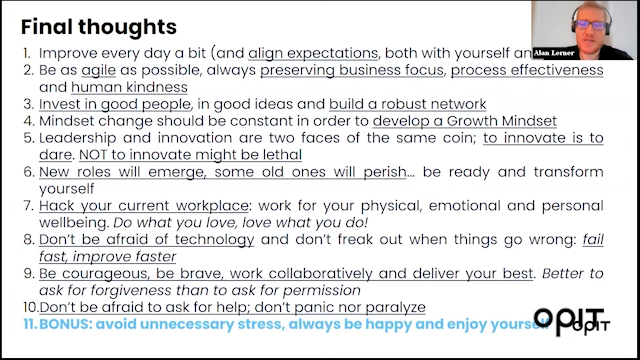 Final thoughts
Alan Lerner
1. Improve every day a bit (and align expectations, both with yourself an
2. Be as agile as possible, always preserving business focus, process effectiveness
and human kindness
3. Invest in good people, in good ideas and build a robust network
4. Mindset change should be constant in order to develop a Growth Mindset
5. Leadership and innovation are two faces of the same coin; to innovate is to
dare. NOT to innovate might be lethal
6. New roles will emerge, some old ones will perish... be ready and transform
yourself
7. Hack your current workplace: work for your physical, emotional and personal
wellbeing. Do what you love, love what you do!
8. Don't be afraid of technology and don't freak out when things go wrong: fail
fast, improve faster
9. Be courageous, be brave, work collaboratively and deliver your best. Better to
ask for forgiveness than to ask for permission
10. Don't be afraid to ask for help; don't panic nor paralyze
11. BONUS: avoid unnecessary stress, always be happy and enjoy yourself
OPIT
OPIT